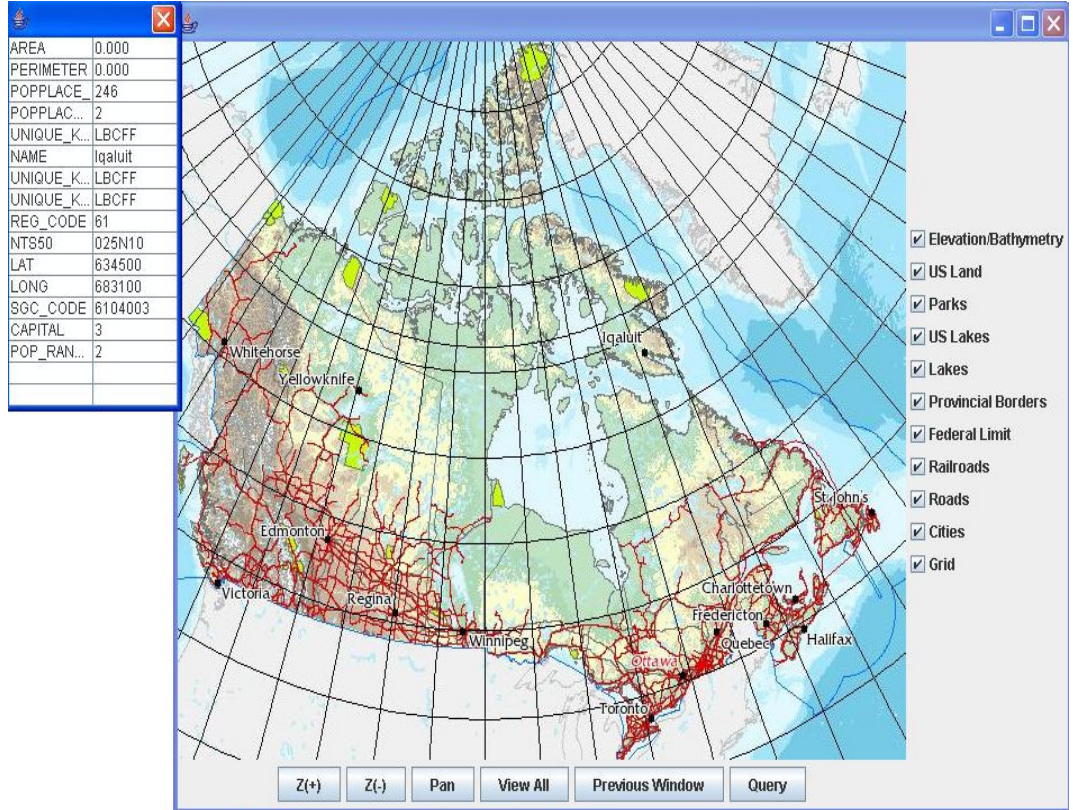 AREA 0.000
PERIMETER 0.000
POPPLACE_ 246
POPPLAC... 2
UNIQUE_K... LBCFF
NAME Iqaluit
UNIQUE_K... LBCFF
UNIQUE_K... LBCFF
REG_CODE 61
NTS50 025N10
LAT 634500
LONG 683100
SGC_CODE 6104003
CAPITAL 3
POP_RAN... 2
Iqaluit
Whitehorse
Yellowknife
St. John's
Edmonton
Charlottetown
Victoria
Regina
Fredericton
Winnipeg
Quebec
Halifax
Ottawa
Toronto
Elevation/Bathymetry
US Land
Parks
US Lakes
Lakes
Provincial Borders
Federal Limit
Railroads
Roads
Cities
Grid
Z(+) Z(-) Pan View All Previous Window Query